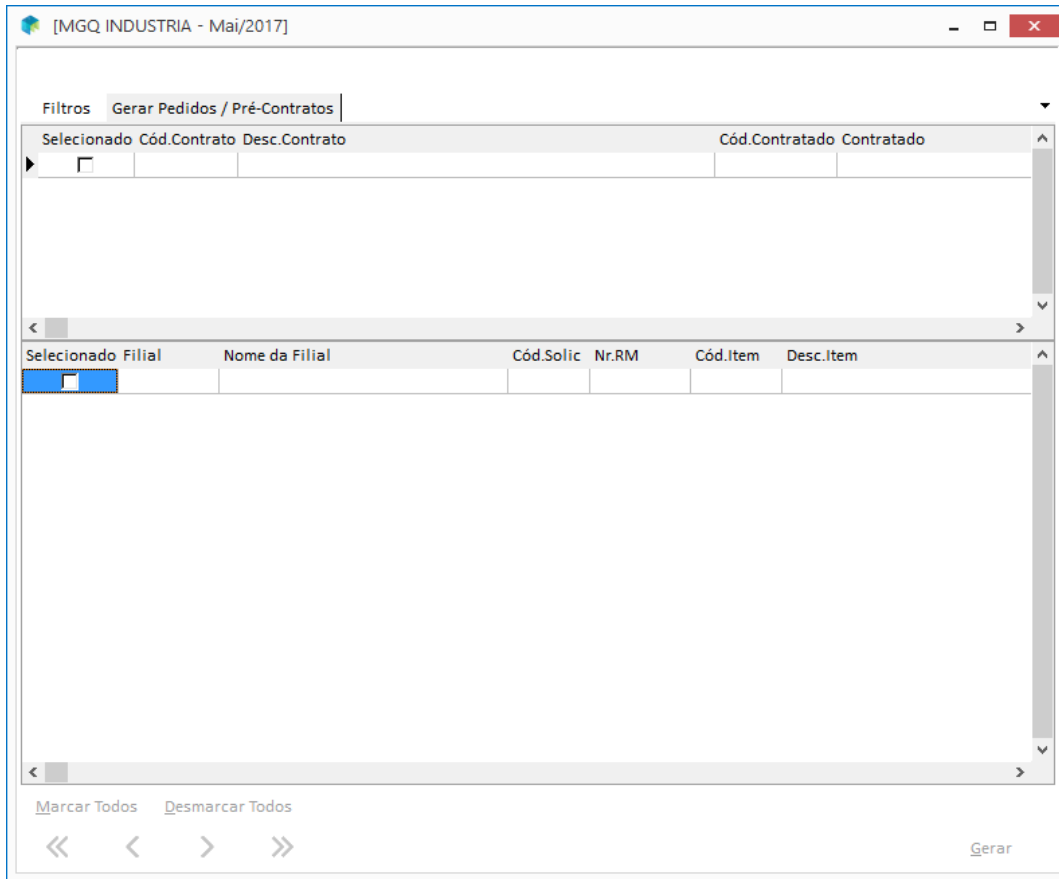 [MGQ INDUSTRIA - Mai/2017]
Filtros Gerar Pedidos / Pré-Contratos
Selecionado Cód.Contrato Desc.Contrato Cód.Contratado Contratado
Selecionado Filial Nome da Filial Cód.Solic Nr.RM Cód.Item Desc.Item
Marcar Todos Desmarcar Todos
Gerar